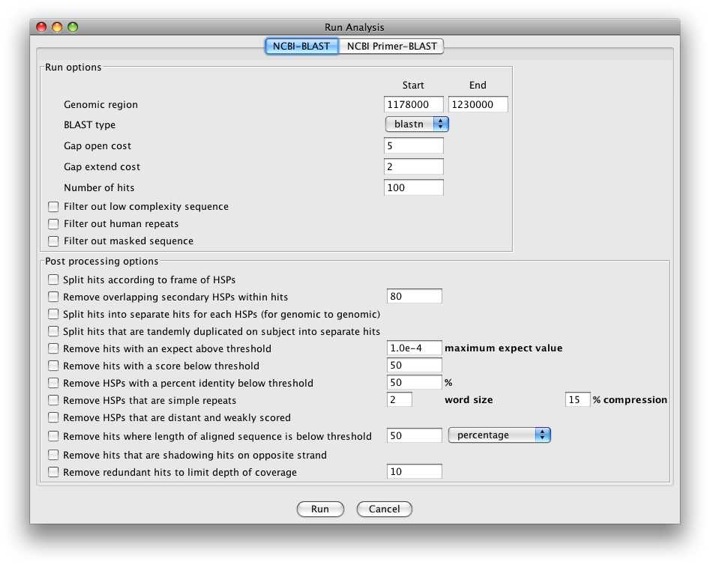 Run Analysis
NCBI-BLAST NCBI Primer-BLAST
Run options
Start End
Genomic region 1178000 1230000
BLAST type blastn
Gap open cost 5
Gap extend cost 2
Number of hits 100
Filter out low complexity sequence
Filter out human repeats
Filter out masked sequence
Post processing options
Split hits according to frame of HSPs
Remove overlapping secondary HSPs within hits 80
Split hits into separate hits for each HSPs (for genomic to genomic)
Split hits that are tandemly duplicated on subject into separate hits
Remove hits with an expect above threshold 1.0e-4 maximum expect value
Remove hits with a score below threshold 50
Remove HSPs with a percent identity below threshold 50 %
Remove HSPs that are simple repeats 2 word size 15 % compression
Remove HSPs that are distant and weakly scored
Remove hits where length of aligned sequence is below threshold 50 percentage
Remove hits that are shadowing hits on opposite strand
Remove redundant hits to limit depth of coverage 10
Run Cancel